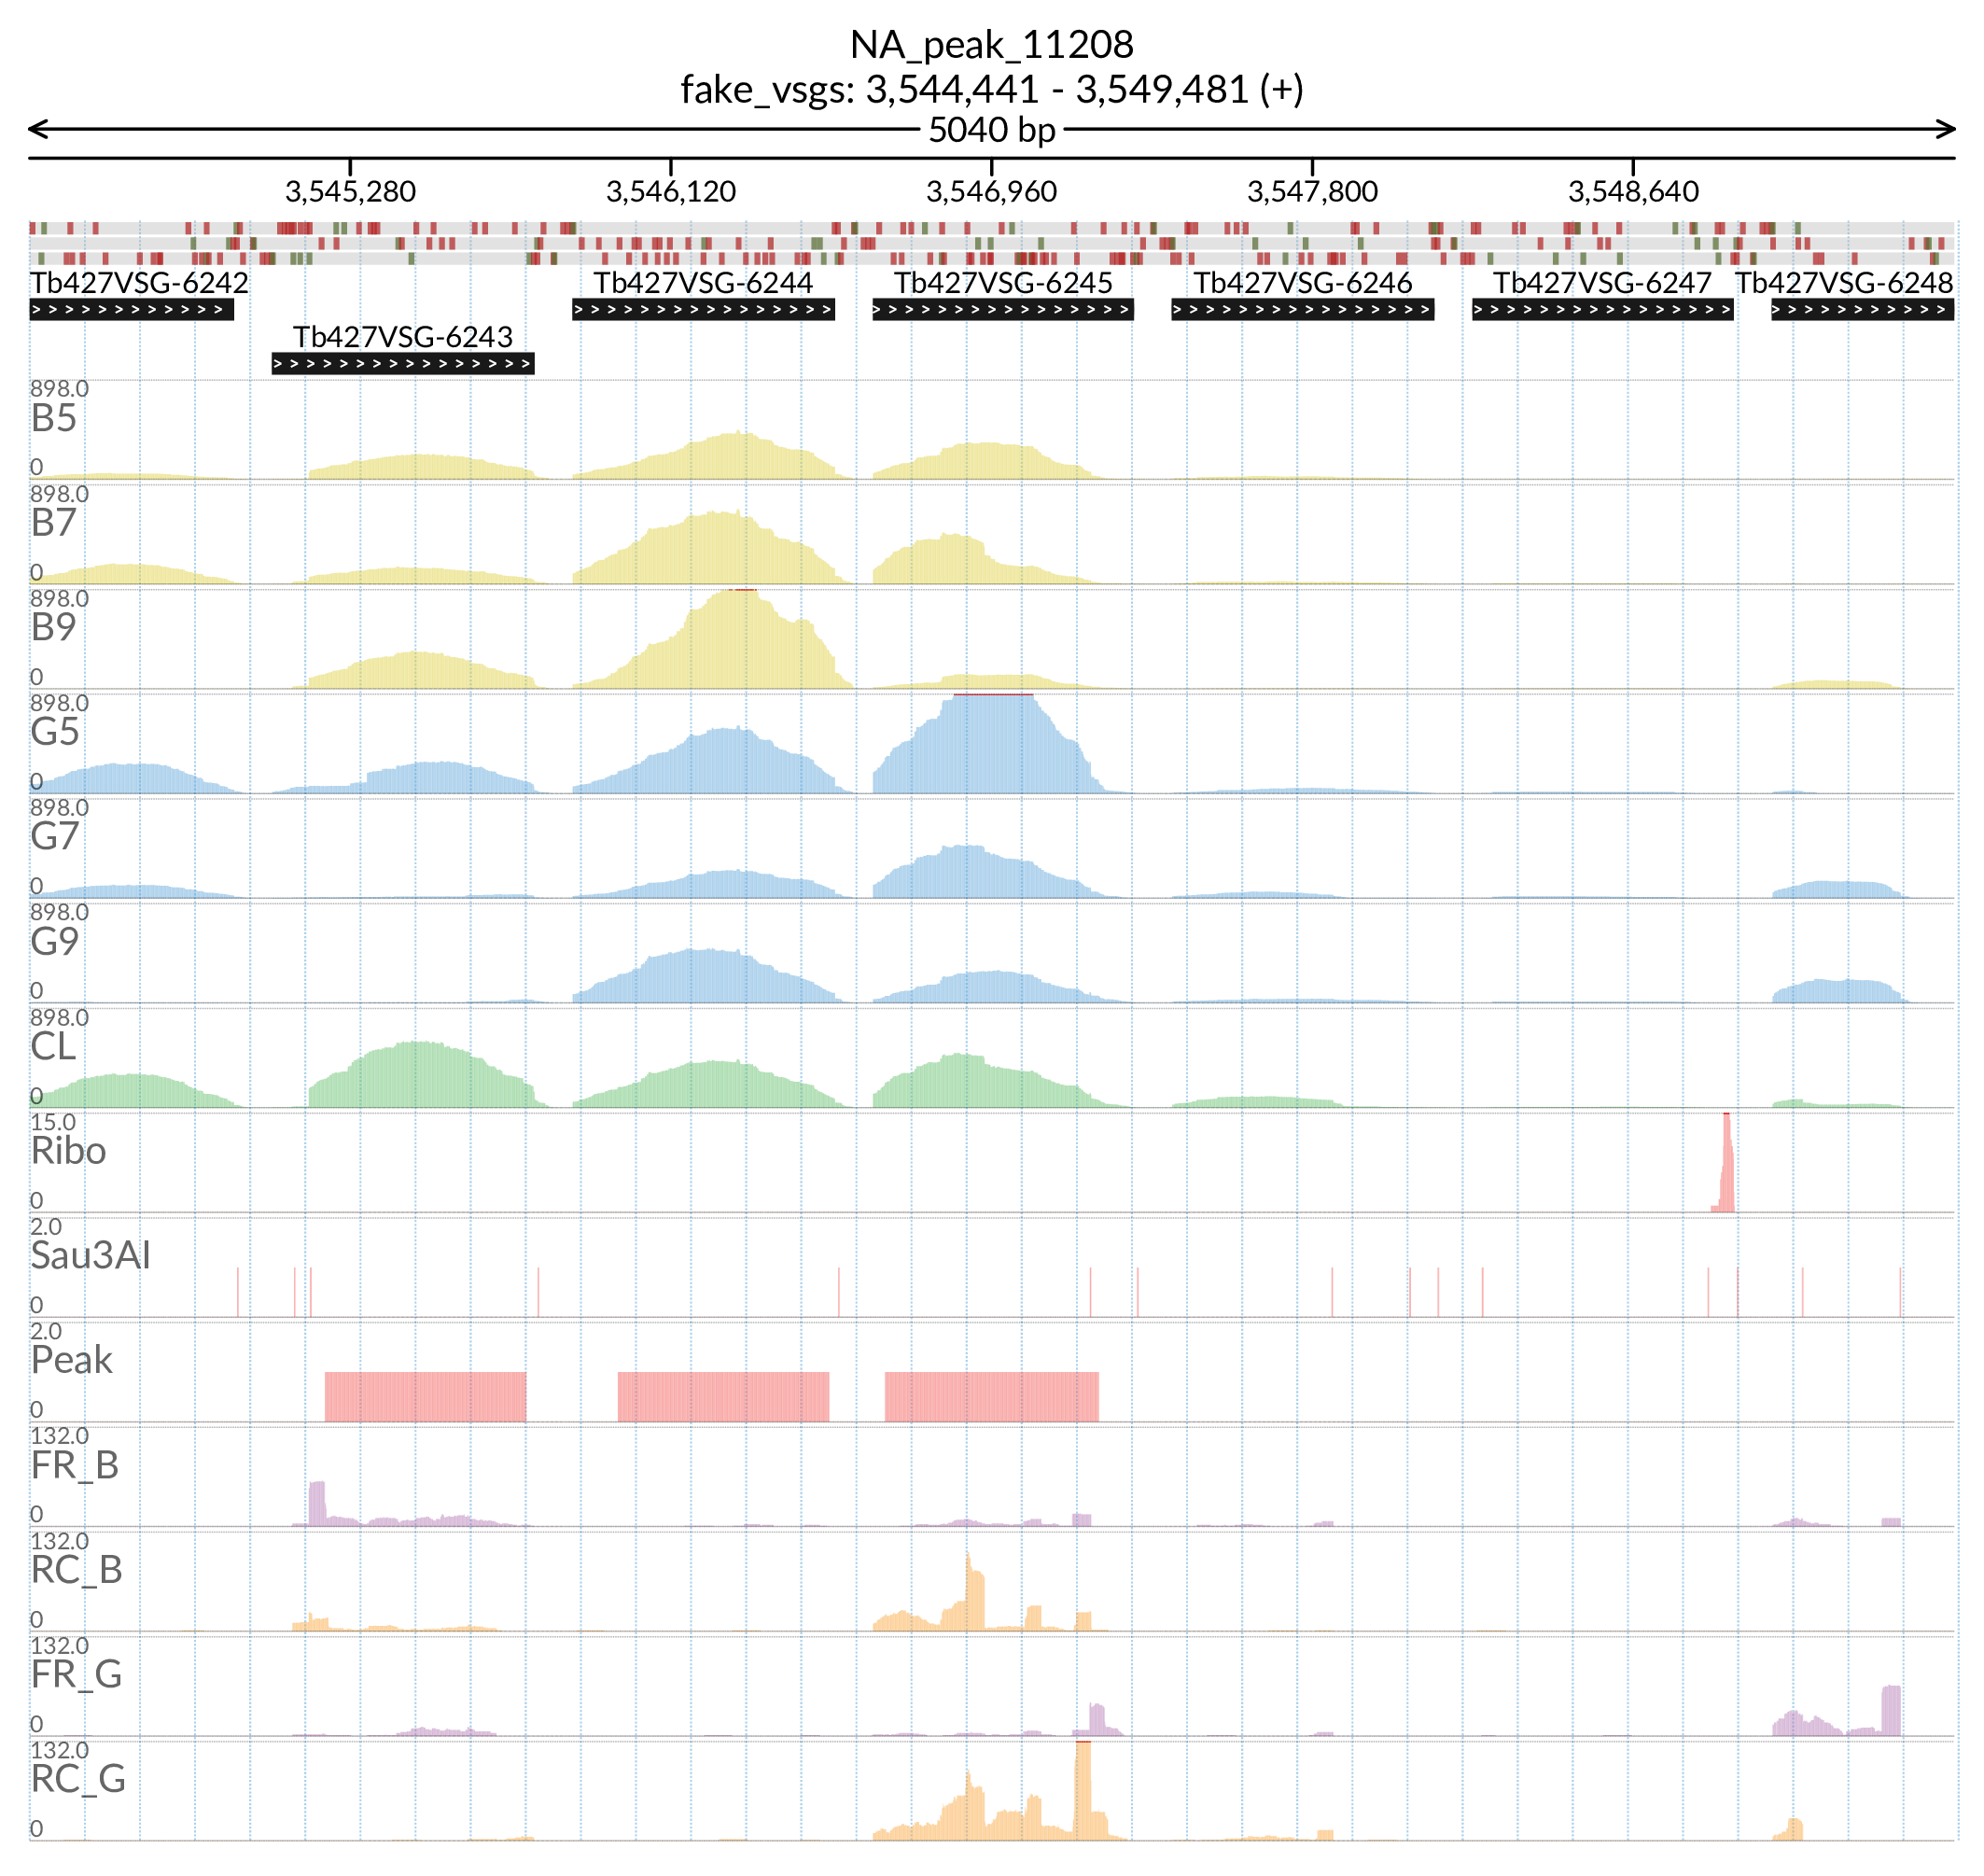 NA_peak_11208
fake_vsgs: 3,544,441 - 3,549,481 (+)
5040 bp
3,545,280 3,546,120 3,546,960 3,547,800 3,548,640
Tb427VSG-6242 Tb427VSG-6244 Tb427VSG-6245 Tb427VSG-6246 Tb427VSG-6247 Tb427VSG-6248
Tb427VSG-6243
898.0
B5
0
898.0
B7
0
898.0
B9
0
898.0
G5
0
898.0
G7
0
898.0
G9
0
898.0
CL
0
15.0
Ribo
0
2.0
Sau3AI
0
2.0
Peak
0
132.0
FR_B
0
132.0
RC_B
0
132.0
FR_G
0
132.0
RC_G
0